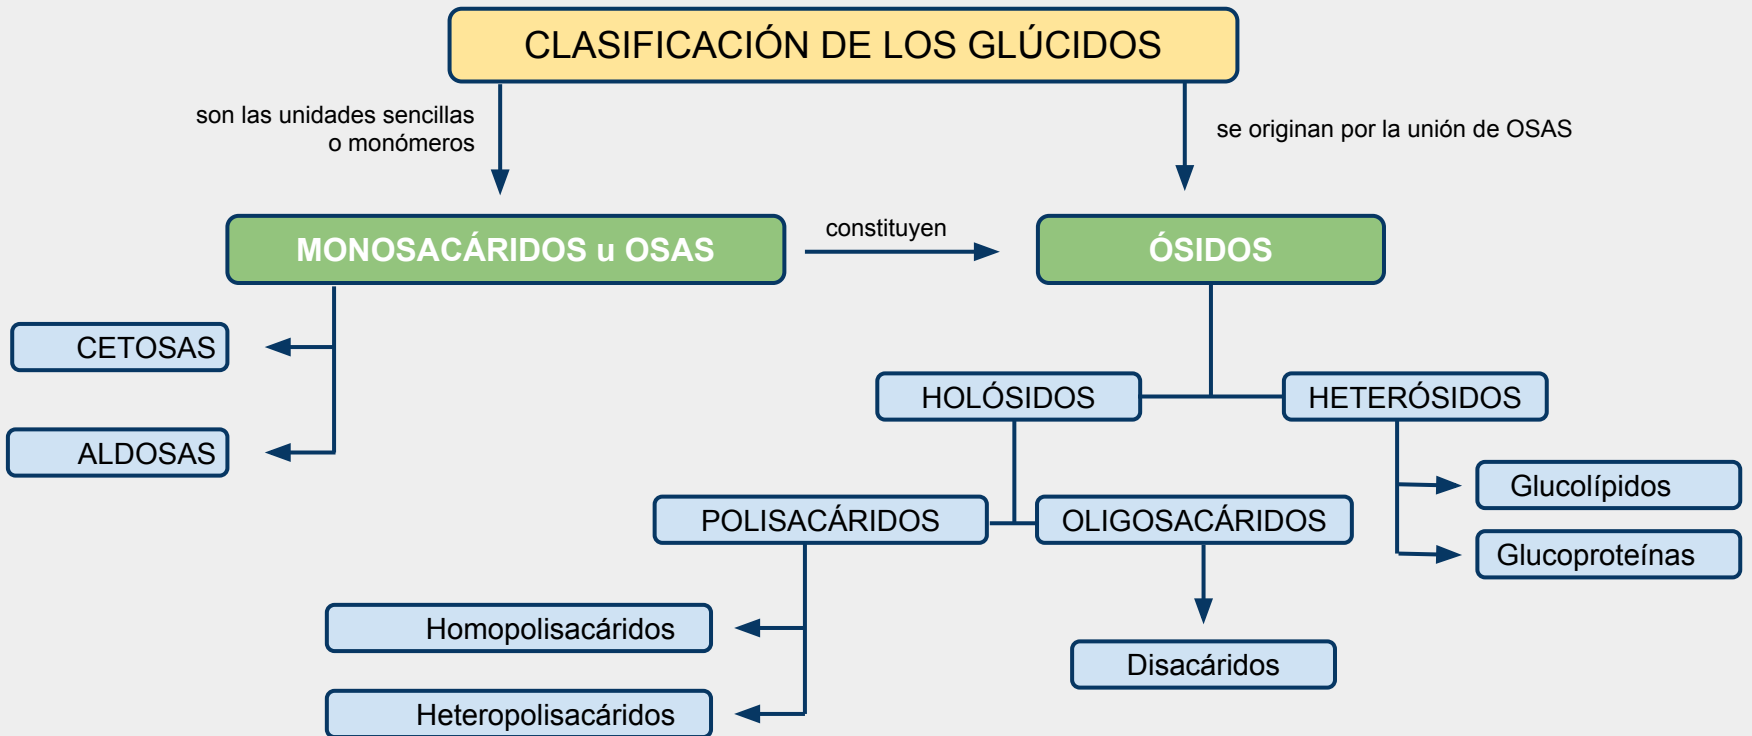 CLASIFICACIÓN DE LOS GLÚCIDOS
son las unidades sencillas
o monómeros
se originan por la unión de OSAS
MONOSACÁRIDOS u OSAS
constituyen
ÓSIDOS
CETOSAS
ALDOSAS
HOLÓSIDOS
HETERÓSIDOS
Glucolípidos
Glucoproteínas
POLISACÁRIDOS
OLIGOSACÁRIDOS
Homopolisacáridos
Heteropolisacáridos
Disacáridos